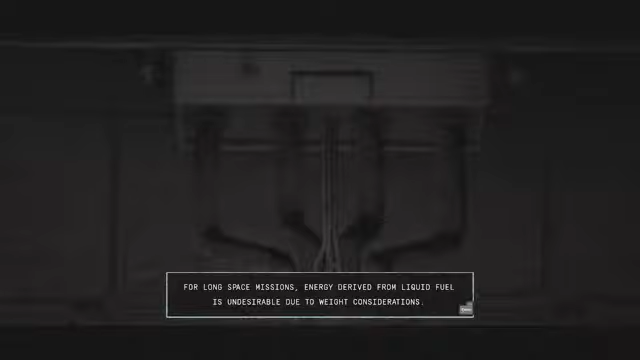 FOR LONG SPACE MISSIONS, ENERGY DERIVED FROM LIQUID FUEL
IS UNDESIRABLE DUE TO WEIGHT CONSIDERATIONS.